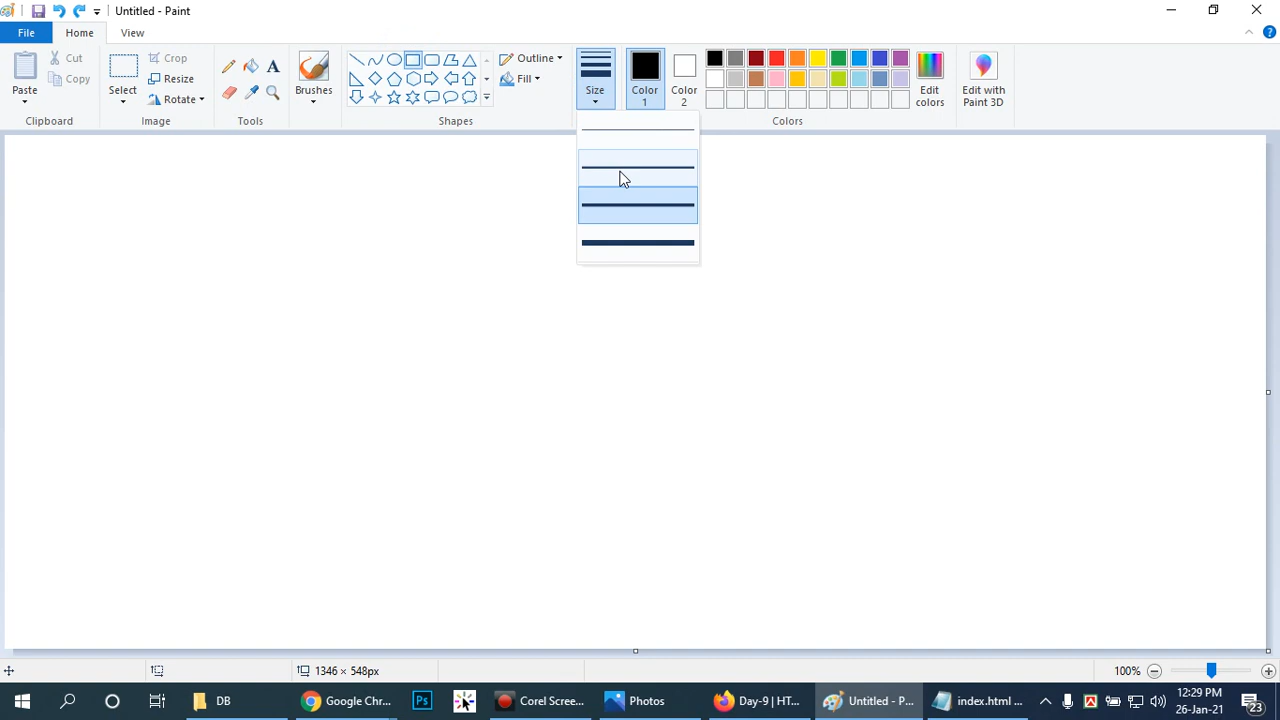 Untitled - Paint
File Home View
Paste
Cut
Copy
Clipboard
Select
Crop
Resize
Rotate
Image
A
Tools
Brushes
Outline
Fill
Shapes
Size
Color 1
Color 2
Edit colors
Colors
Edit with Paint 3D
1346 × 548px
100%
DB
Google Chr...
Ps
Corel Scree...
Photos
Day-9 | HT...
Untitled - P...
index.html ...
12:29 PM
26-Jan-21
23